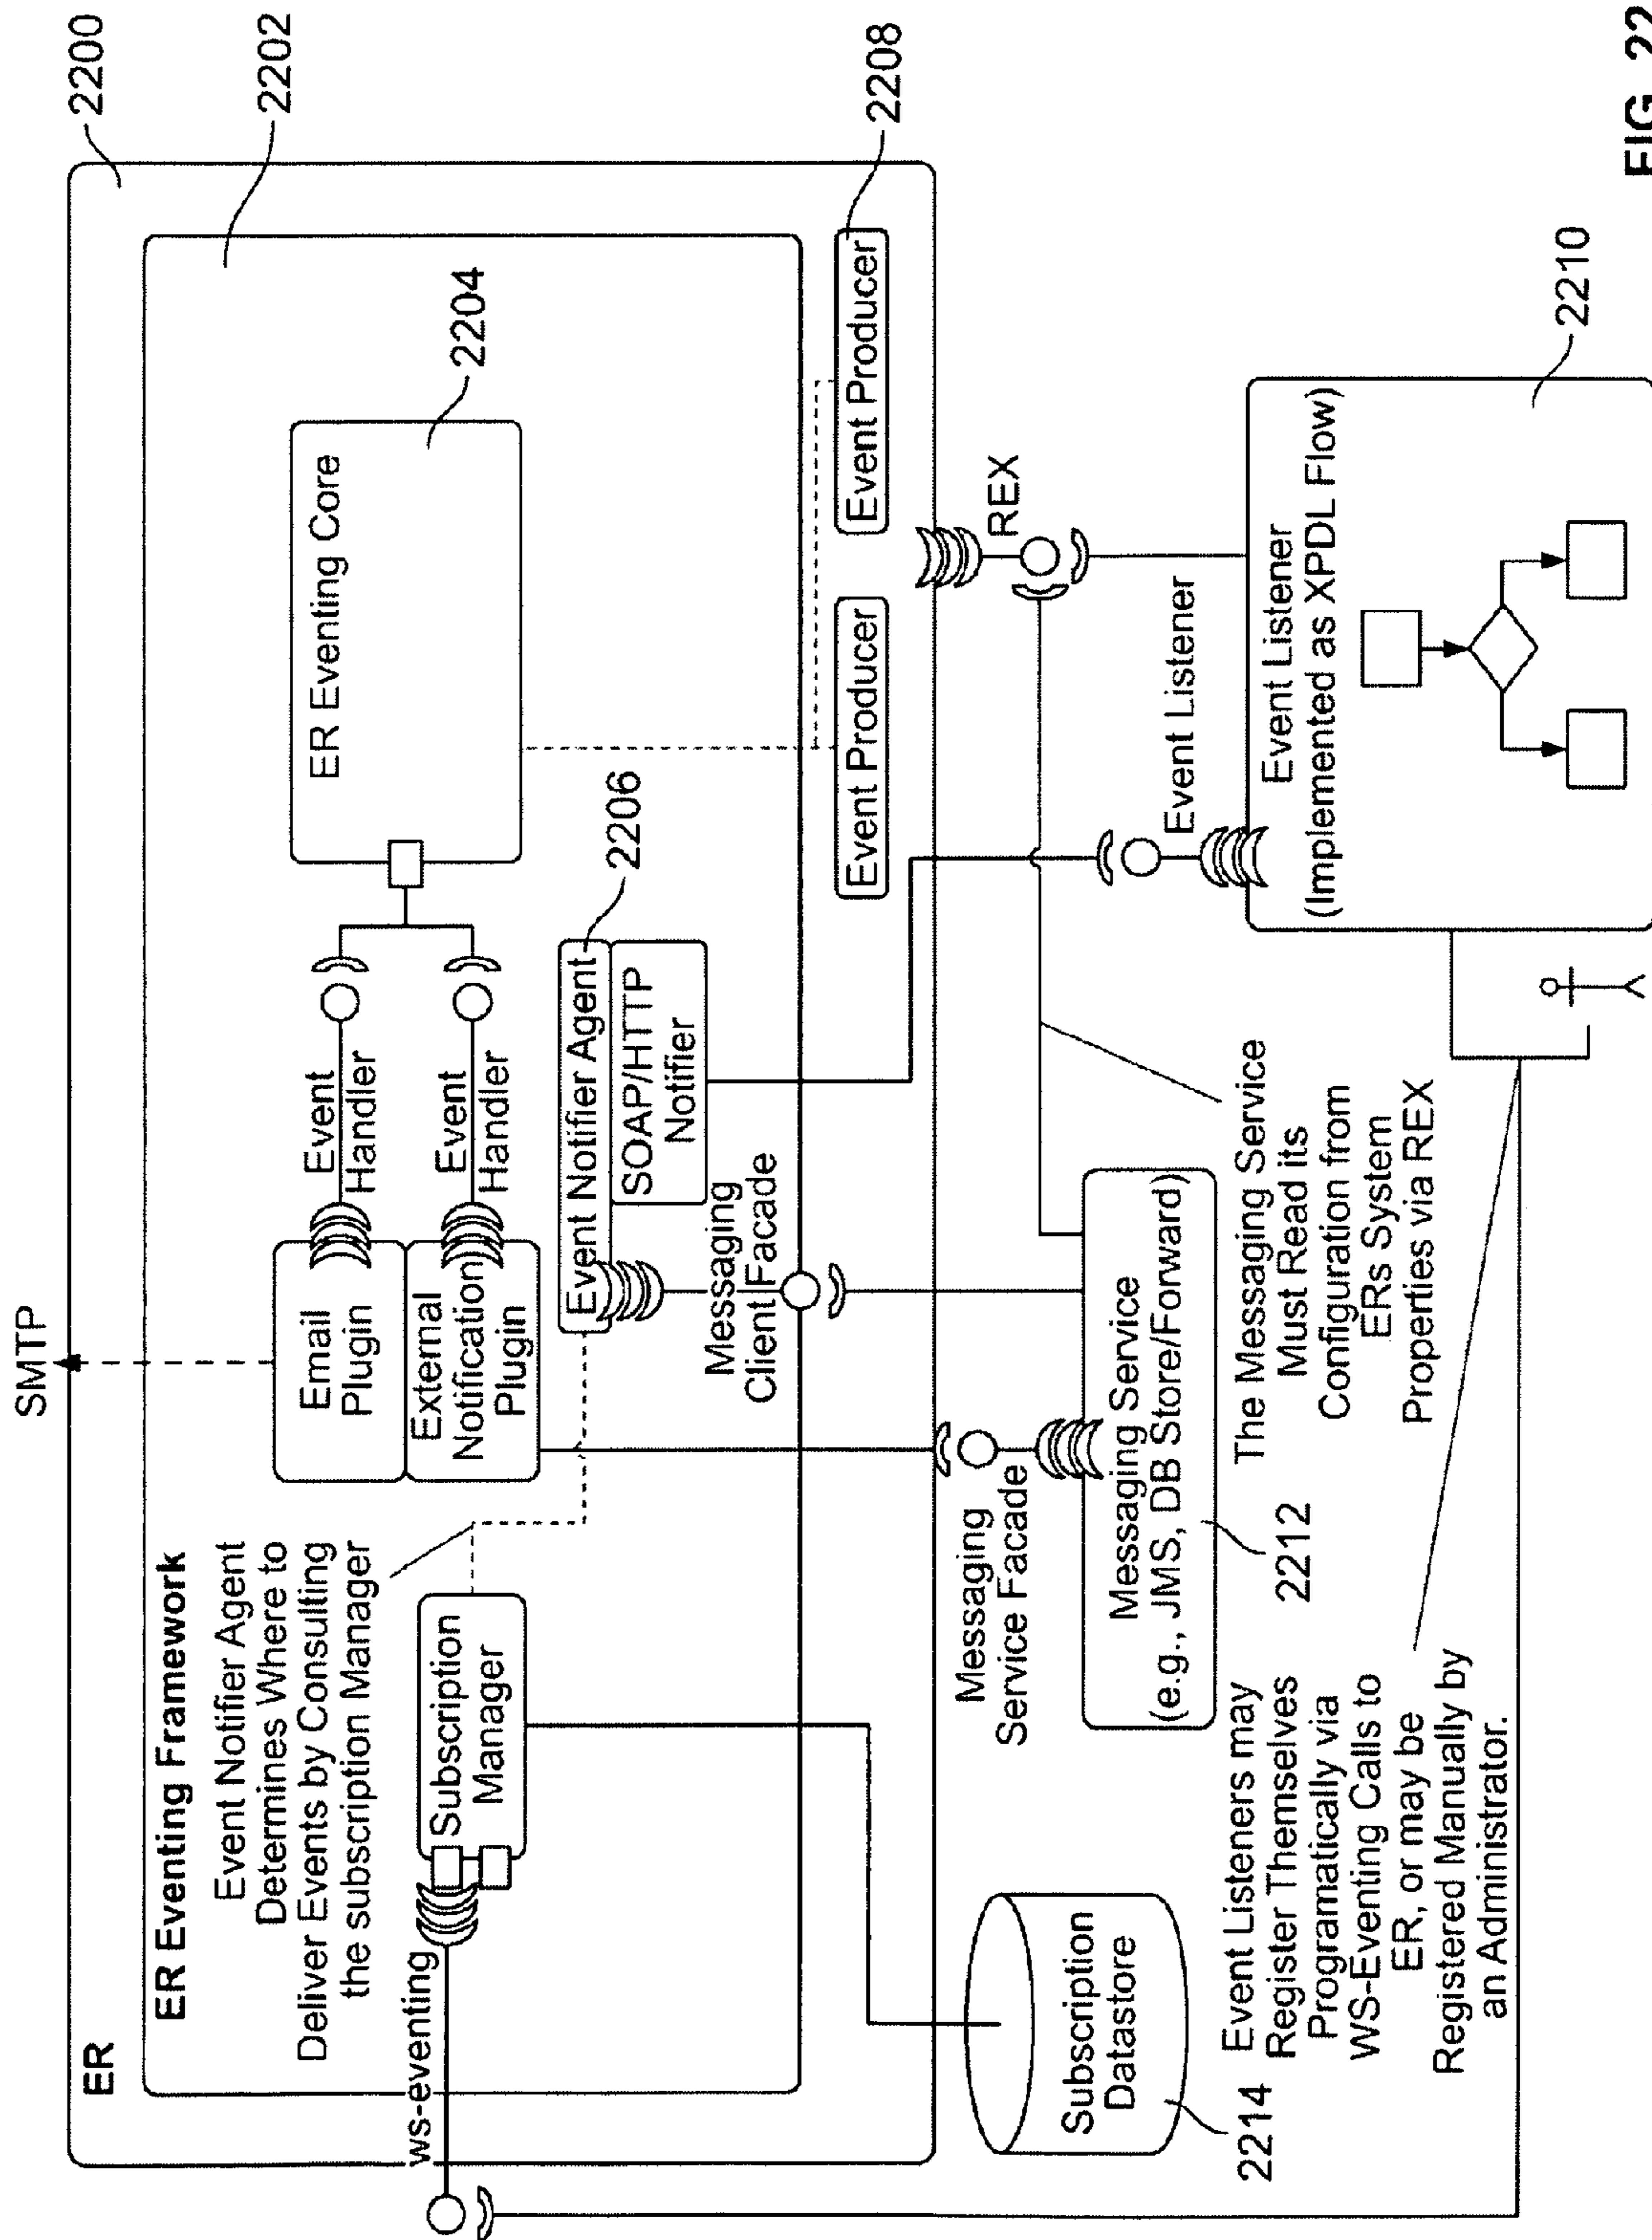 ER
ER Eventing Framework
Event Notifier Agent
Determines Where to
Deliver Events by Consulting
the subscription Manager
ws-eventing
Subscription
Manager
SMTP
Email
Plugin
External
Notification
Plugin
Event
Handler
Event
Handler
ER Eventing Core
2204
2200
2202
Event Notifier Agent
2206
SOAP/HTTP
Notifier
Messaging
Client Facade
Event Producer
Event Producer
2208
REX
Event Listener
Messaging
Service Facade
Messaging Service
(e.g., JMS, DB Store/Forward)
2212
Subscription
Datastore
2214
The Messaging Service
Must Read its
Configuration from
ERs System
Properties via REX
Event Listeners may
Register Themselves
Programatically via
WS-Eventing Calls to
ER, or may be
Registered Manually by
an Administrator.
Event Listener
(Implemented as XPDL Flow)
2210
FIG. 22